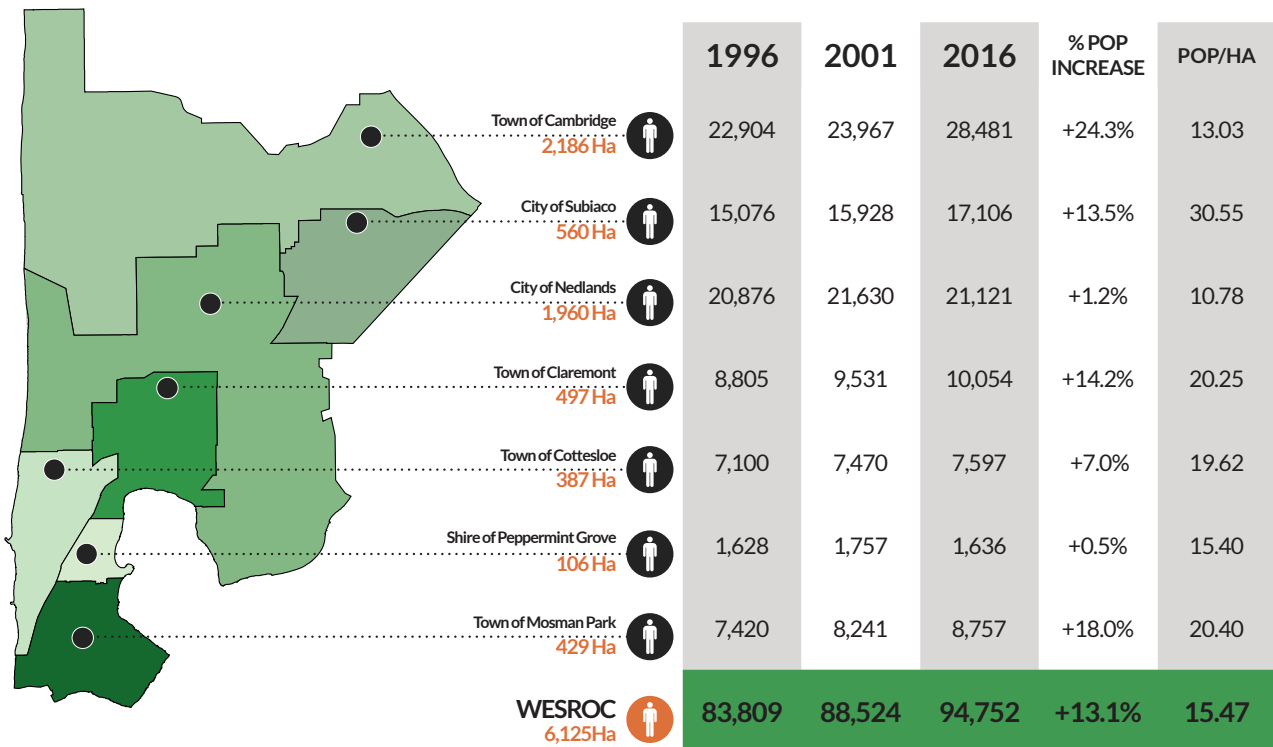 1996 2001 2016 % POP INCREASE POP/HA
Town of Cambridge
2,186 Ha
22,904 23,967 28,481 +24.3% 13.03
City of Subiaco
560 Ha
15,076 15,928 17,106 +13.5% 30.55
City of Nedlands
1,960 Ha
20,876 21,630 21,121 +1.2% 10.78
Town of Claremont
497 Ha
8,805 9,531 10,054 +14.2% 20.25
Town of Cottesloe
387 Ha
7,100 7,470 7,597 +7.0% 19.62
Shire of Peppermint Grove
106 Ha
1,628 1,757 1,636 +0.5% 15.40
Town of Mosman Park
429 Ha
7,420 8,241 8,757 +18.0% 20.40
WESROC
6,125Ha
83,809 88,524 94,752 +13.1% 15.47